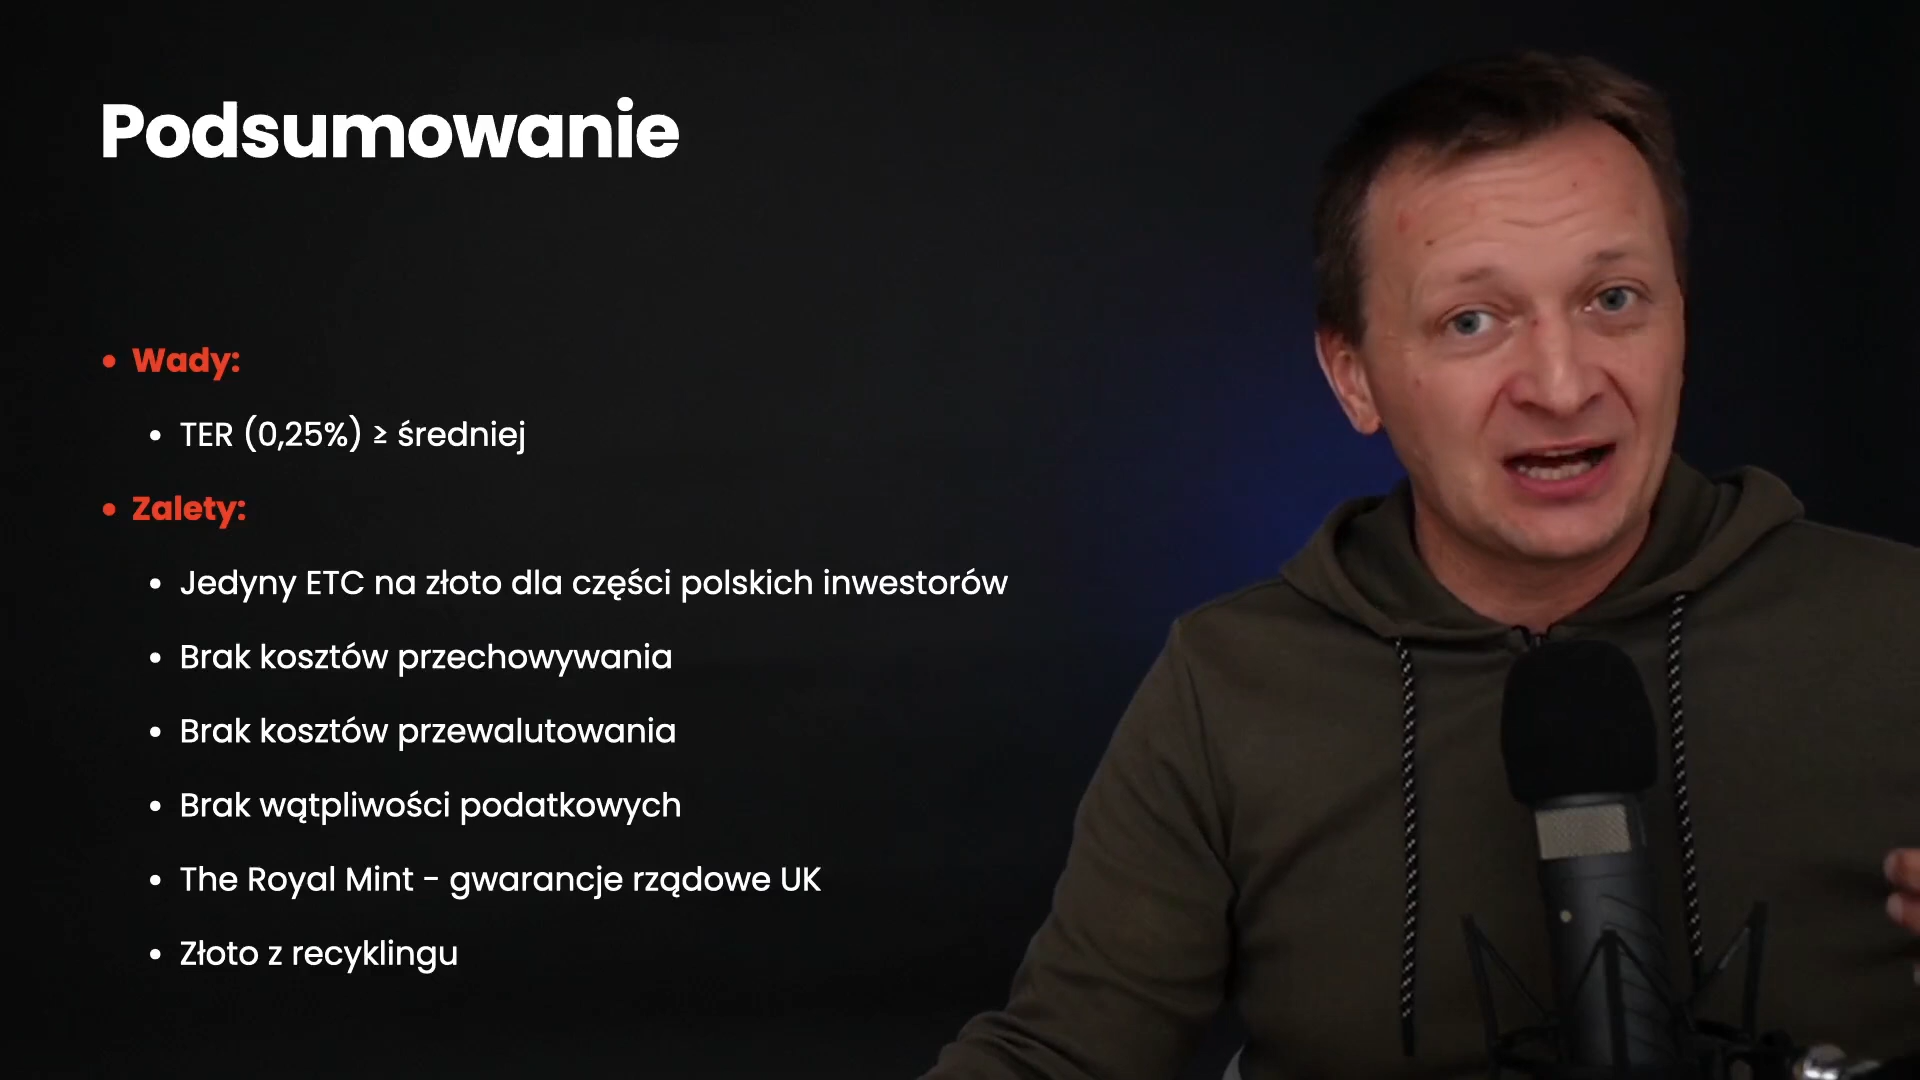 Podsumowanie
• Wady:
• TER (0,25%) ≥ średniej
• Zalety:
• Jedyny ETC na złoto dla części polskich inwestorów
• Brak kosztów przechowywania
• Brak kosztów przewalutowania
• Brak wątpliwości podatkowych
• The Royal Mint - gwarancje rządowe UK
• Złoto z recyklingu